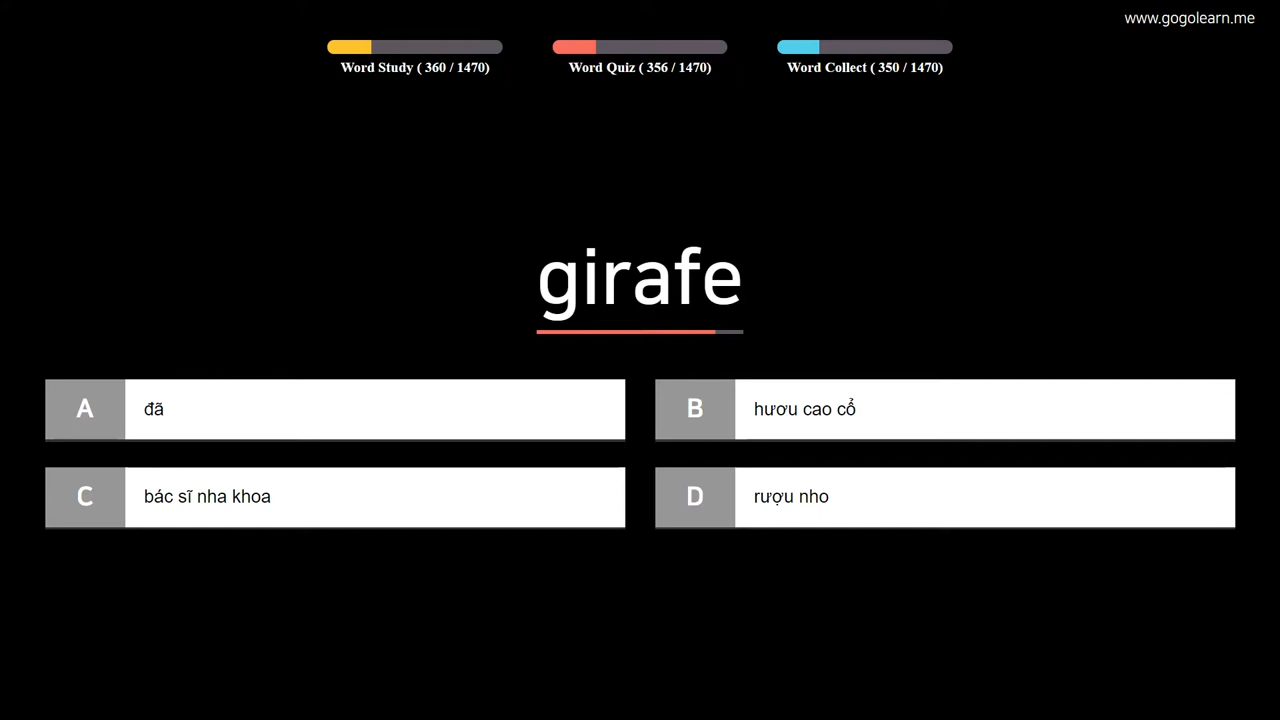 www.gogolearn.me
Word Study ( 360 / 1470)
Word Quiz ( 356 / 1470)
Word Collect ( 350 / 1470)
girafe
A
đã
B
hươu cao cổ
C
bác sĩ nha khoa
D
rượu nho